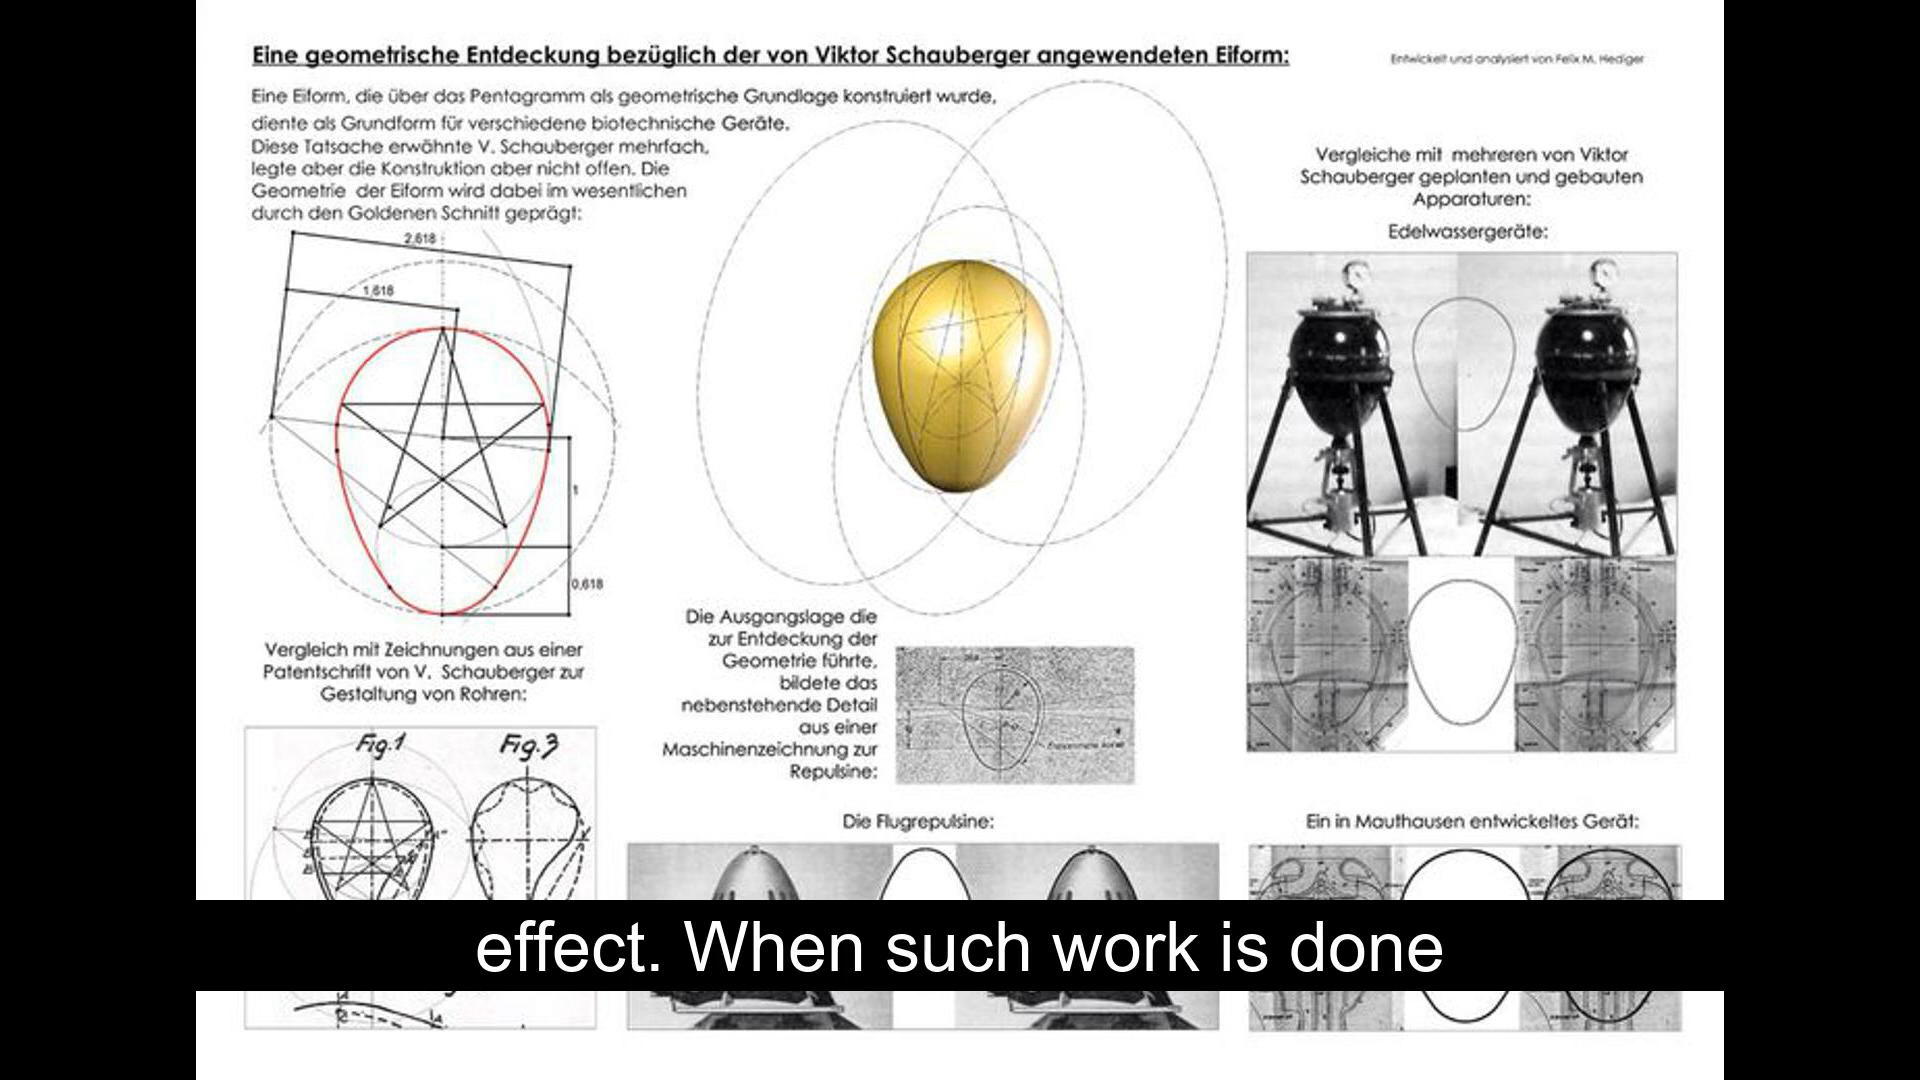 Eine geometrische Entdeckung bezüglich der von Viktor Schauberger angewendeten Eiform:
Entwickelt und analysiert von Felix M. Hediger
Eine Eiform, die über das Pentagramm als geometrische Grundlage konstruiert wurde,
diente als Grundform für verschiedene biotechnische Geräte.
Diese Tatsache erwähnte V. Schauberger mehrfach,
legte aber die Konstruktion aber nicht offen. Die
Geometrie der Eiform wird dabei im wesentlichen
durch den Goldenen Schnitt geprägt:
2,618
1,618
1
0,618
Vergleiche mit mehreren von Viktor
Schauberger geplanten und gebauten
Apparaturen:
Edelwassergeräte:
Vergleich mit Zeichnungen aus einer
Patentschrift von V. Schauberger zur
Gestaltung von Rohren:
Fig.1
Fig.3
Die Ausgangslage die
zur Entdeckung der
Geometrie führte,
bildete das
nebenstehende Detail
aus einer
Maschinenzeichnung zur
Repulsine:
Die Flugrepulsine:
Ein in Mauthausen entwickeltes Gerät:
effect. When such work is done